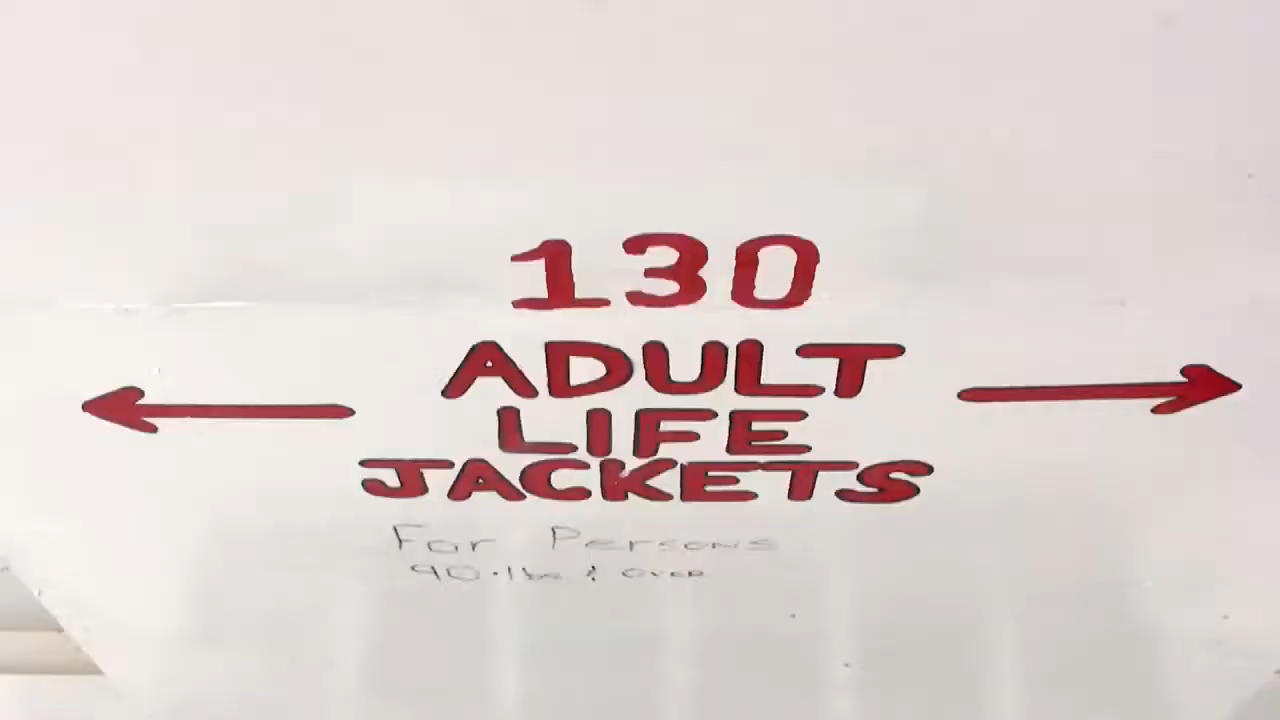 130
ADULT
LIFE
JACKETS
For Persons
90.lbs & over